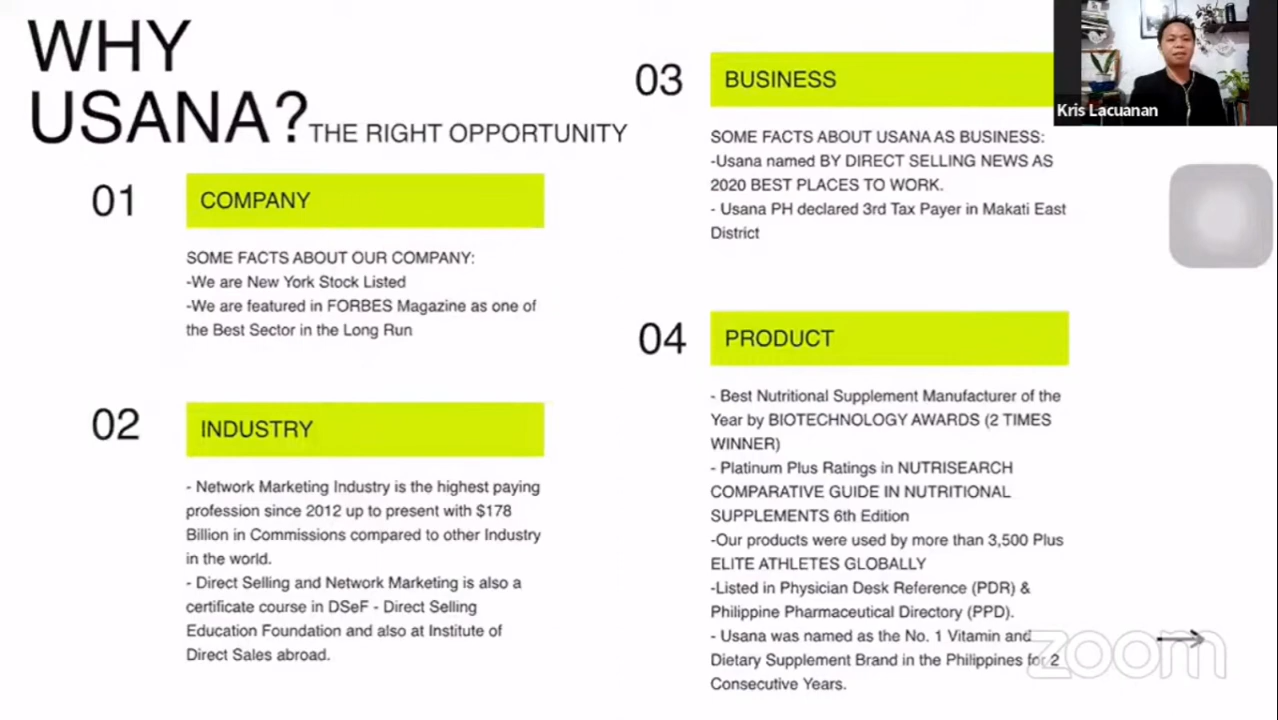 WHY
USANA? THE RIGHT OPPORTUNITY
01
COMPANY
SOME FACTS ABOUT OUR COMPANY:
-We are New York Stock Listed
-We are featured in FORBES Magazine as one of
the Best Sector in the Long Run
02
INDUSTRY
- Network Marketing Industry is the highest paying
profession since 2012 up to present with $178
Billion in Commissions compared to other Industry
in the world.
- Direct Selling and Network Marketing is also a
certificate course in DSeF - Direct Selling
Education Foundation and also at Institute of
Direct Sales abroad.
03
BUSINESS
SOME FACTS ABOUT USANA AS BUSINESS:
-Usana named BY DIRECT SELLING NEWS AS
2020 BEST PLACES TO WORK.
- Usana PH declared 3rd Tax Payer in Makati East
District
04
PRODUCT
- Best Nutritional Supplement Manufacturer of the
Year by BIOTECHNOLOGY AWARDS (2 TIMES
WINNER)
- Platinum Plus Ratings in NUTRISEARCH
COMPARATIVE GUIDE IN NUTRITIONAL
SUPPLEMENTS 6th Edition
-Our products were used by more than 3,500 Plus
ELITE ATHLETES GLOBALLY
-Listed in Physician Desk Reference (PDR) &
Philippine Pharmaceutical Directory (PPD).
- Usana was named as the No. 1 Vitamin and
Dietary Supplement Brand in the Philippines for 2
Consecutive Years.
Kris Lacuanan
zoom